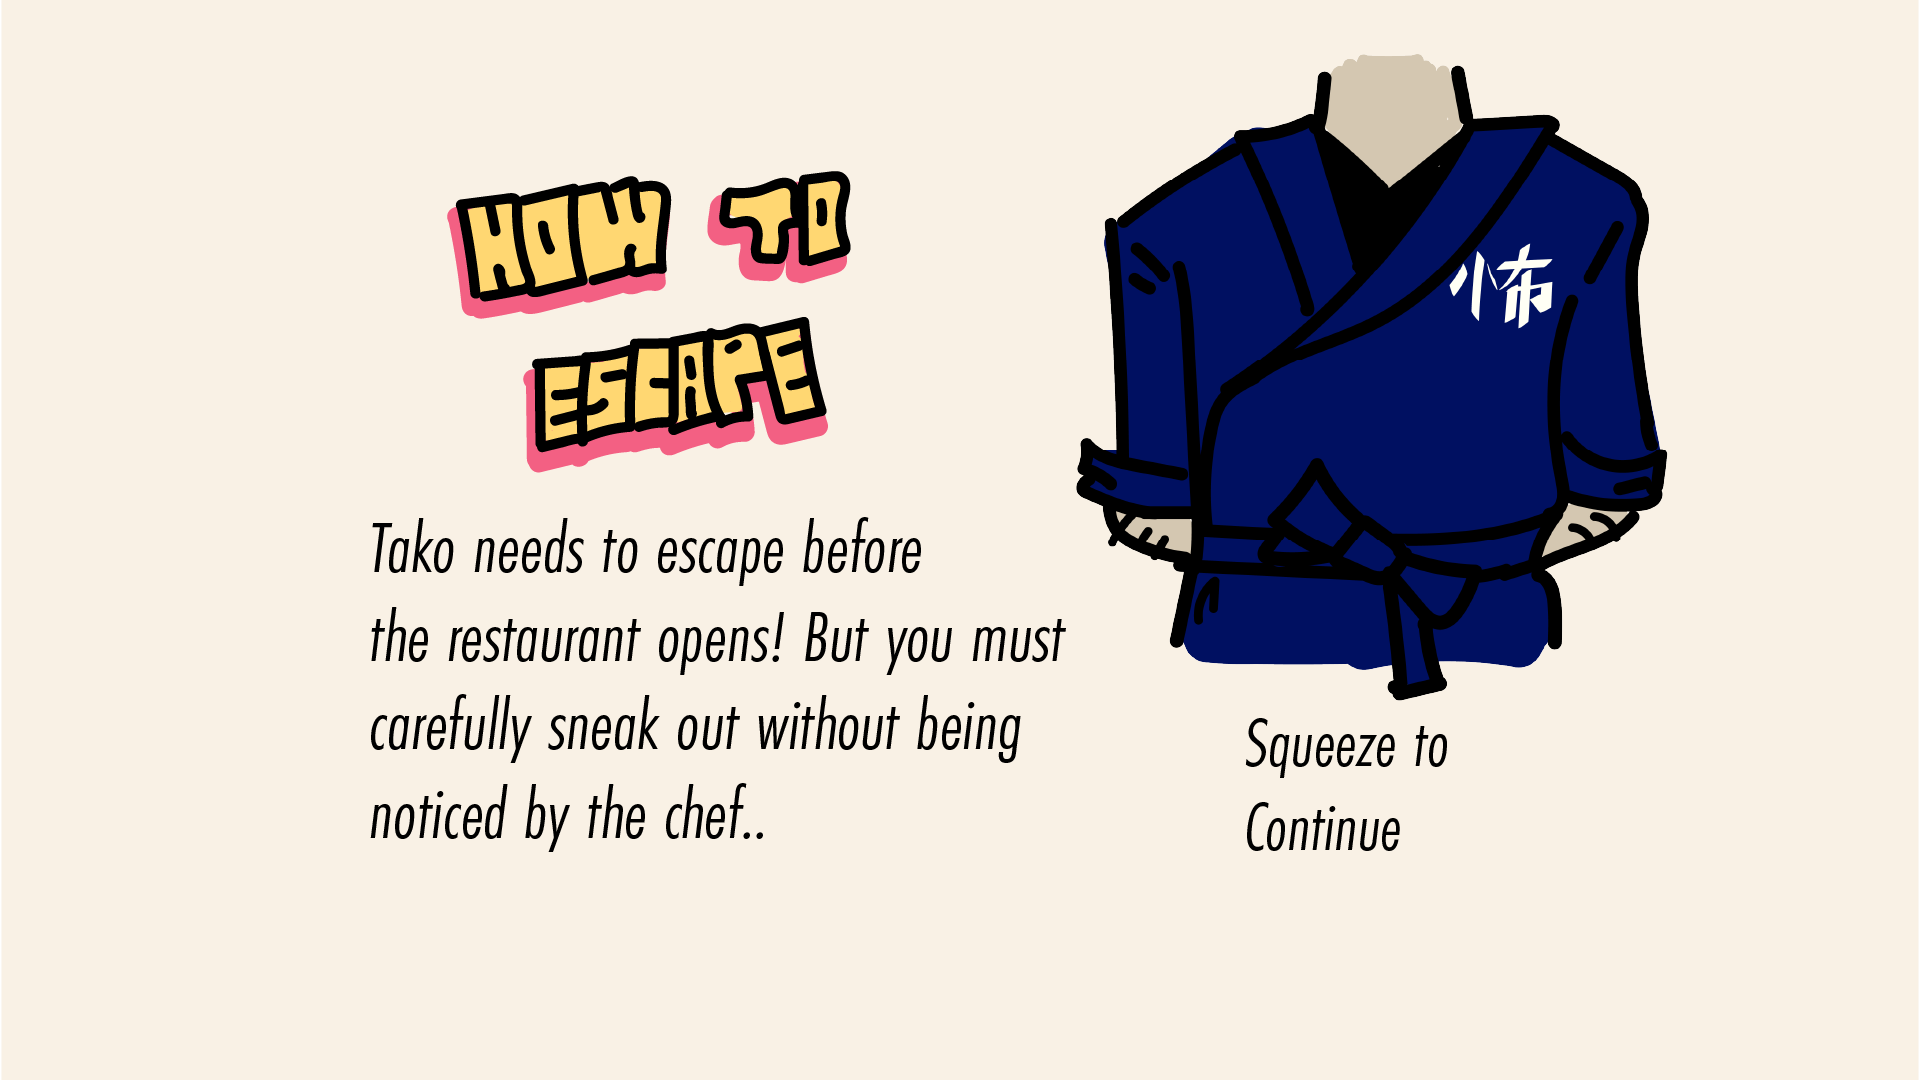 HOW TO
ESCAPE
Tako needs to escape before
the restaurant opens! But you must
carefully sneak out without being
noticed by the chef..
怖
Squeeze to
Continue